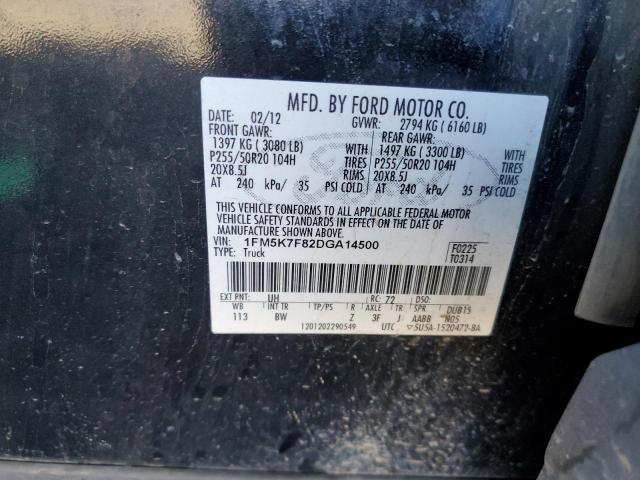 MFD. BY FORD MOTOR CO.
DATE: 02/12 GVWR: 2794 KG ( 6160 LB)
FRONT GAWR: REAR GAWR:
1397 KG ( 3080 LB) WITH 1497 KG ( 3300 LB) WITH
P255/50R20 104H TIRES P255/50R20 104H TIRES
20X8.5J RIMS 20X8.5J RIMS
AT 240 kPa/ 35 PSI COLD AT 240 kPa/ 35 PSI COLD
THIS VEHICLE CONFORMS TO ALL APPLICABLE FEDERAL MOTOR
VEHICLE SAFETY STANDARDS IN EFFECT ON THE DATE OF
MANUFACTURE SHOWN ABOVE.
VIN: 1FM5K7F82DGA14500 F0225
TYPE: Truck T0314
EXT PNT: UH RC: 72 DSO:
WB INT TR TP/PS R AXLE TR SPR DUB15
113 BW Z 3F J AABB N05
1201202290549 UTC ▽5U5A-1520472-BA